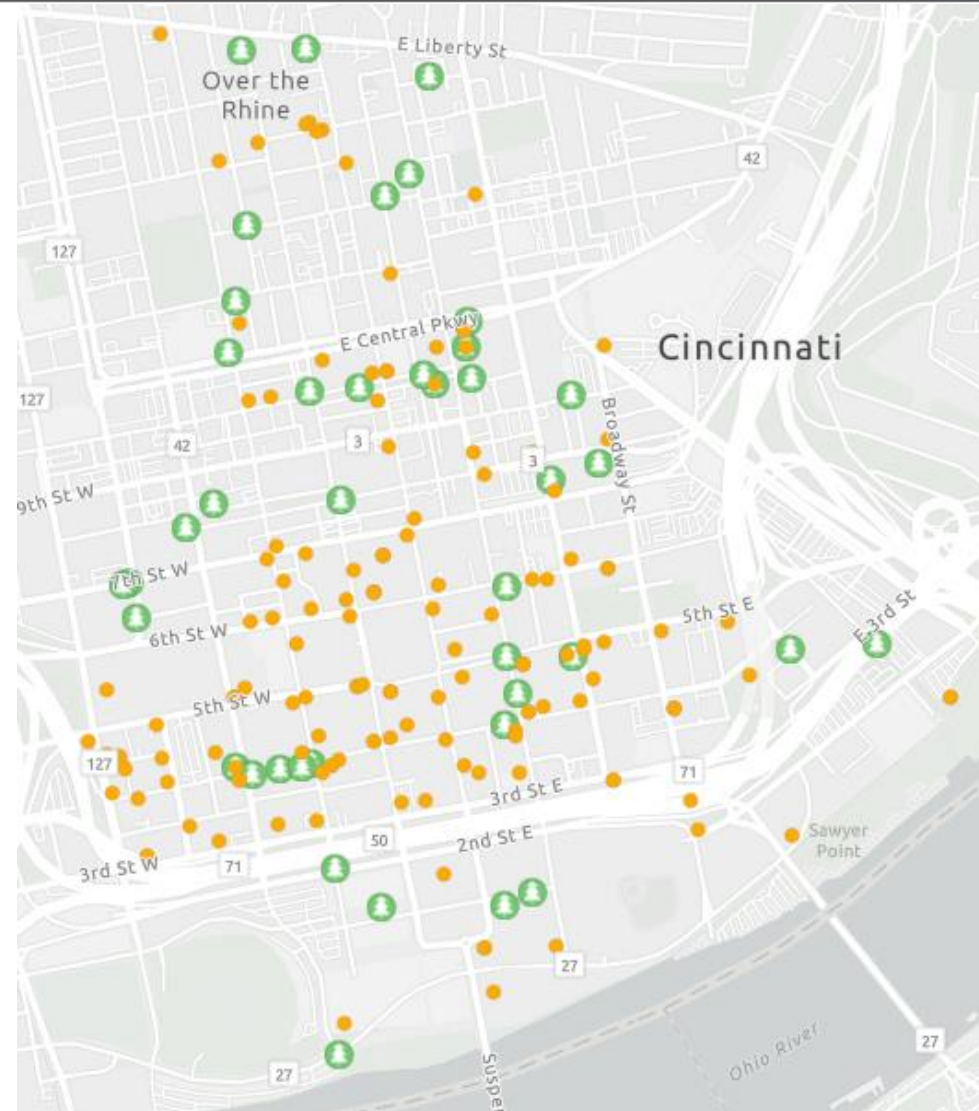 E Liberty St
Over the
Rhine
42
127
E Central Pkwy
Cincinnati
127
Broadway St
42
3
3
9th St W
7th St W
6th St W
5th St E
E 3rd St
5th St W
127
71
3rd St E
50
2nd St E
Sawyer
Point
3rd St W
71
27
Ohio River
27
27
Suspe